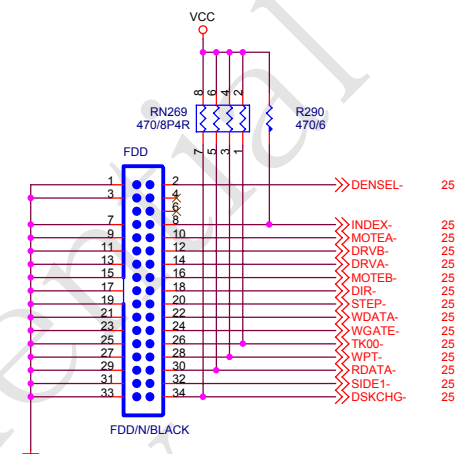 VCC
8 6 4 2
RN269
470/8P4R
R290
470/6
7 5 3 1
FDD
1 2 DENSEL- 25
3 4
6
7 8 INDEX- 25
9 10 MOTEA- 25
11 12 DRVB- 25
13 14 DRVA- 25
15 16 MOTEB- 25
17 18 DIR- 25
19 20 STEP- 25
21 22 WDATA- 25
23 24 WGATE- 25
25 26 TK00- 25
27 28 WPT- 25
29 30 RDATA- 25
31 32 SIDE1- 25
33 34 DSKCHG- 25
FDD/N/BLACK